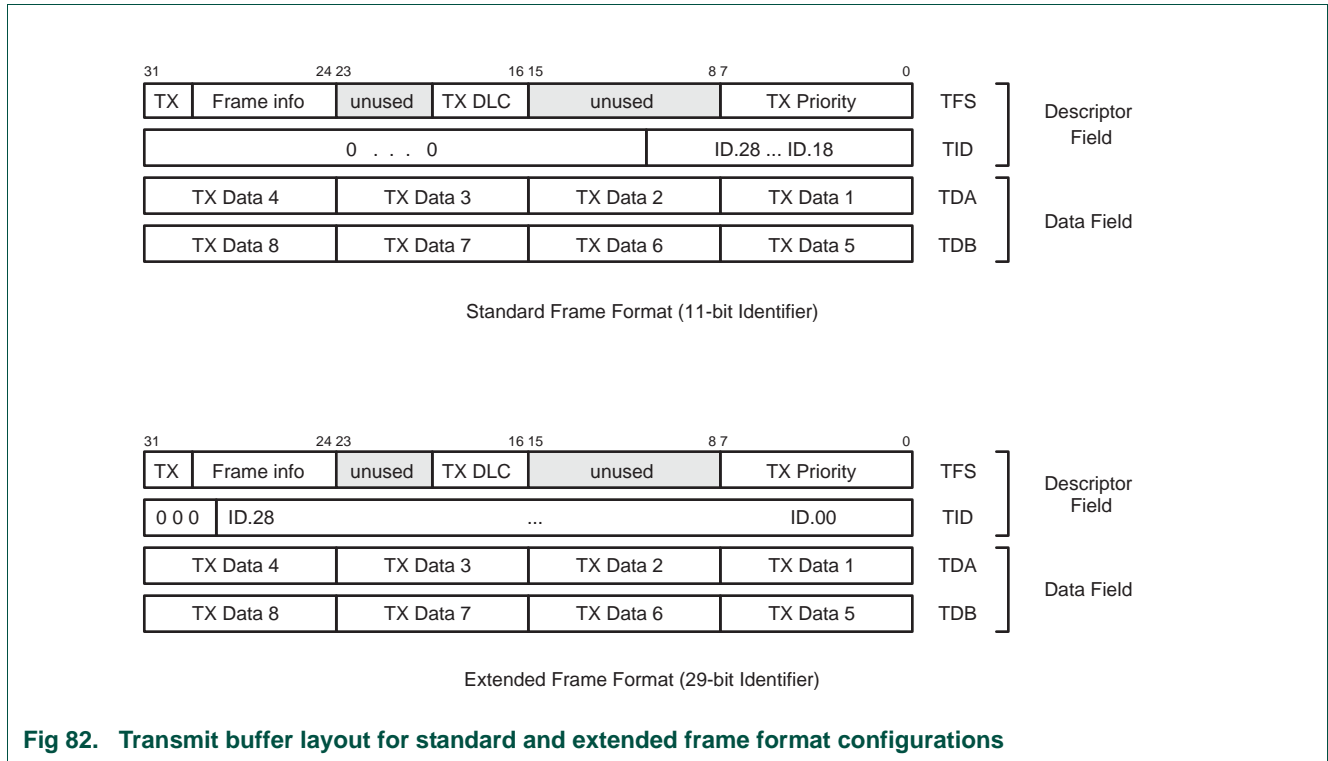 31 24 23 16 15 8 7 0
TX Frame info unused TX DLC unused TX Priority TFS
0 . . . 0 ID.28 ... ID.18 TID
Descriptor
Field
TX Data 4 TX Data 3 TX Data 2 TX Data 1 TDA
TX Data 8 TX Data 7 TX Data 6 TX Data 5 TDB
Data Field
Standard Frame Format (11-bit Identifier)
31 24 23 16 15 8 7 0
TX Frame info unused TX DLC unused TX Priority TFS
0 0 0 ID.28 ... ID.00 TID
Descriptor
Field
TX Data 4 TX Data 3 TX Data 2 TX Data 1 TDA
TX Data 8 TX Data 7 TX Data 6 TX Data 5 TDB
Data Field
Extended Frame Format (29-bit Identifier)
Fig 82. Transmit buffer layout for standard and extended frame format configurations